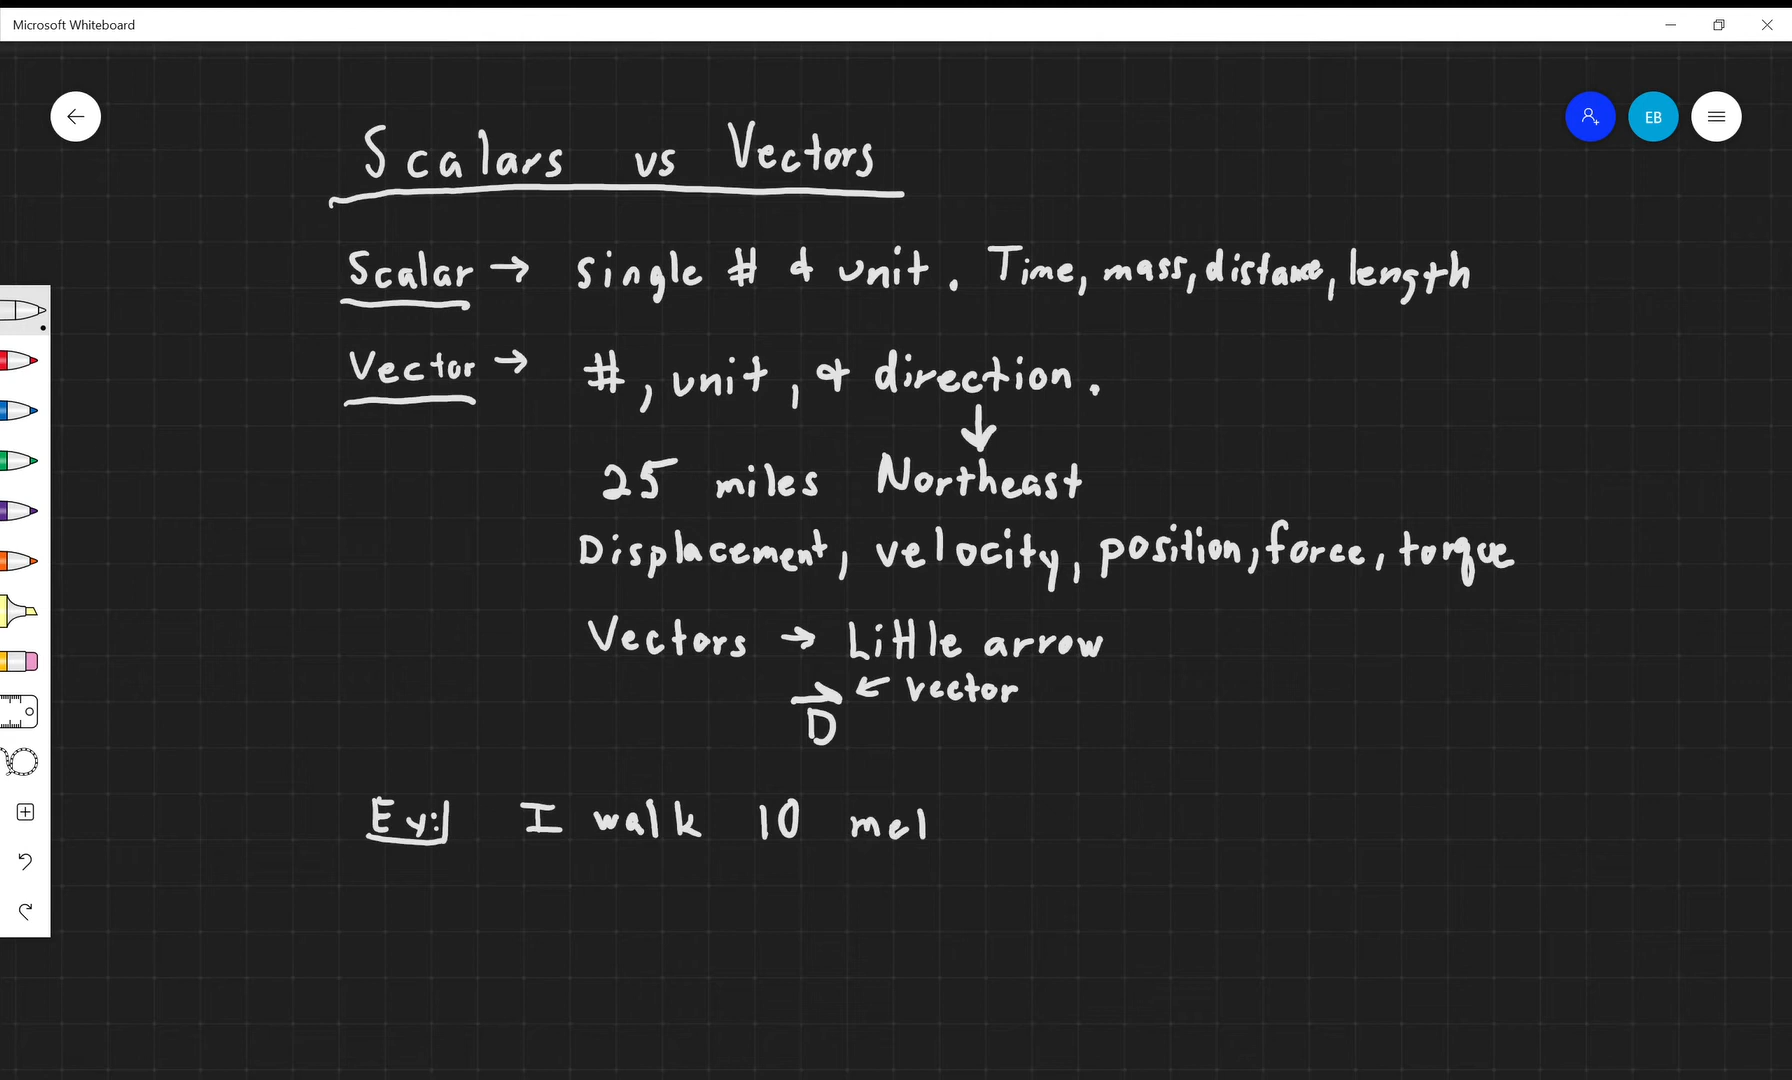 Microsoft Whiteboard
EB
Scalars vs Vectors
Scalar → single # & unit. Time, mass, distance, length
Vector → #, unit, & direction.
↓
25 miles Northeast
Displacement, velocity, position, force, torque
Vectors → Little arrow
→ ← vector
D
Ex: I walk 10 met